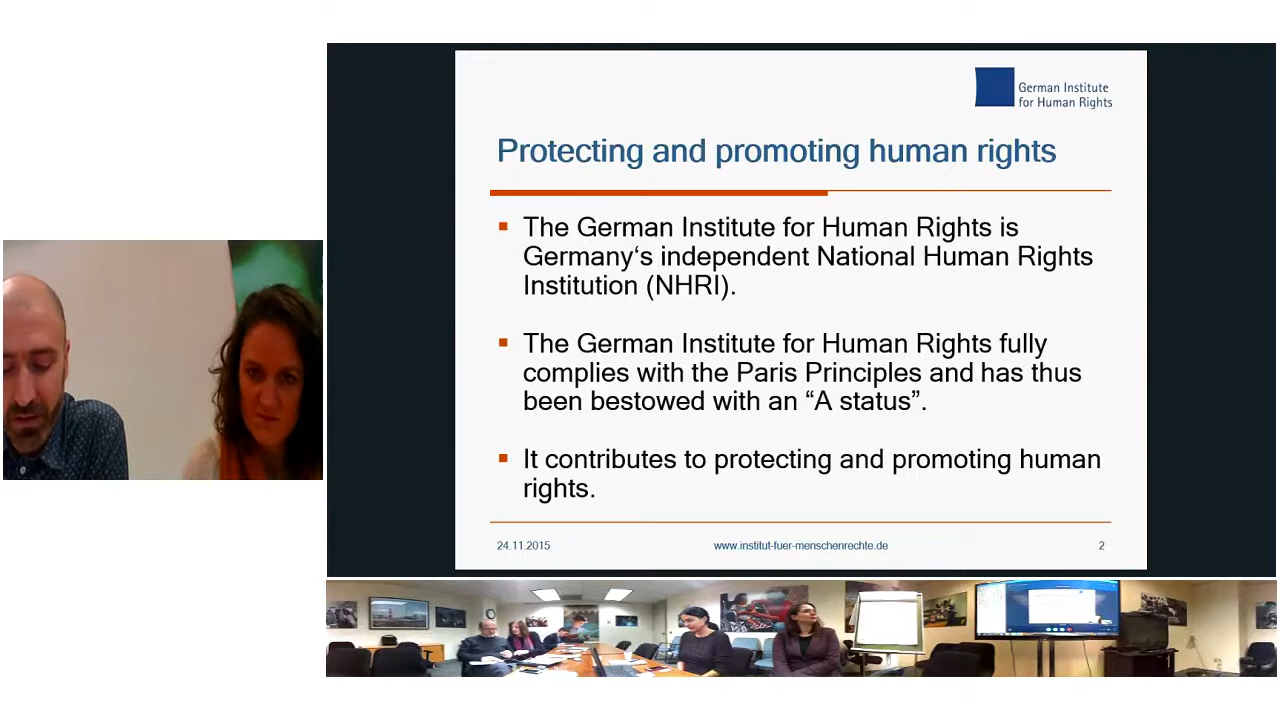 German Institute
for Human Rights
Protecting and promoting human rights
▪ The German Institute for Human Rights is
Germany‘s independent National Human Rights
Institution (NHRI).
▪ The German Institute for Human Rights fully
complies with the Paris Principles and has thus
been bestowed with an “A status”.
▪ It contributes to protecting and promoting human
rights.
24.11.2015
www.institut-fuer-menschenrechte.de
2